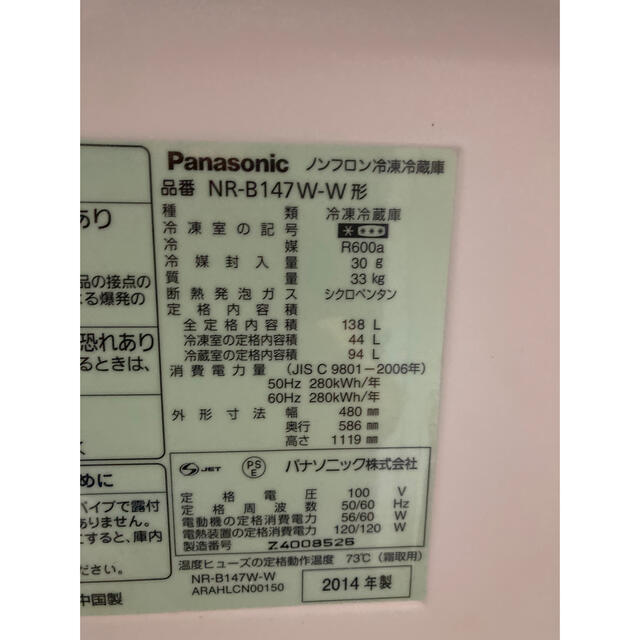 Panasonic ノンフロン冷凍冷蔵庫
品番 NR-B147W-W 形
種類 冷凍冷蔵庫
冷凍室の記号
冷媒 R600a
冷媒封入量 30 g
質量 33 kg
断熱発泡ガス シクロペンタン
定格内容積
全定格内容積 138 L
冷凍室の定格内容積 44 L
冷蔵室の定格内容積 94 L
消費電力量 (JIS C 9801-2006年)
50Hz 280kWh/年
60Hz 280kWh/年
外形寸法 幅 480 mm
奥行 586 mm
高さ 1119 mm
JET PSE パナソニック株式会社
定格電圧 100 V
定格周波数 50/60 Hz
電動機の定格消費電力 56/60 W
電熱装置の定格消費電力 120/120 W
製造番号 Z4008526
温度ヒューズの定格動作温度 73℃(霜取用)
NR-B147W-W
ARAHLCN00150
2014年製
あり
品の接点の
よる爆発の
恐れあり
るときは、
めに
パイプで露付
ありません。
にすると、庫内
ださい。
中国製